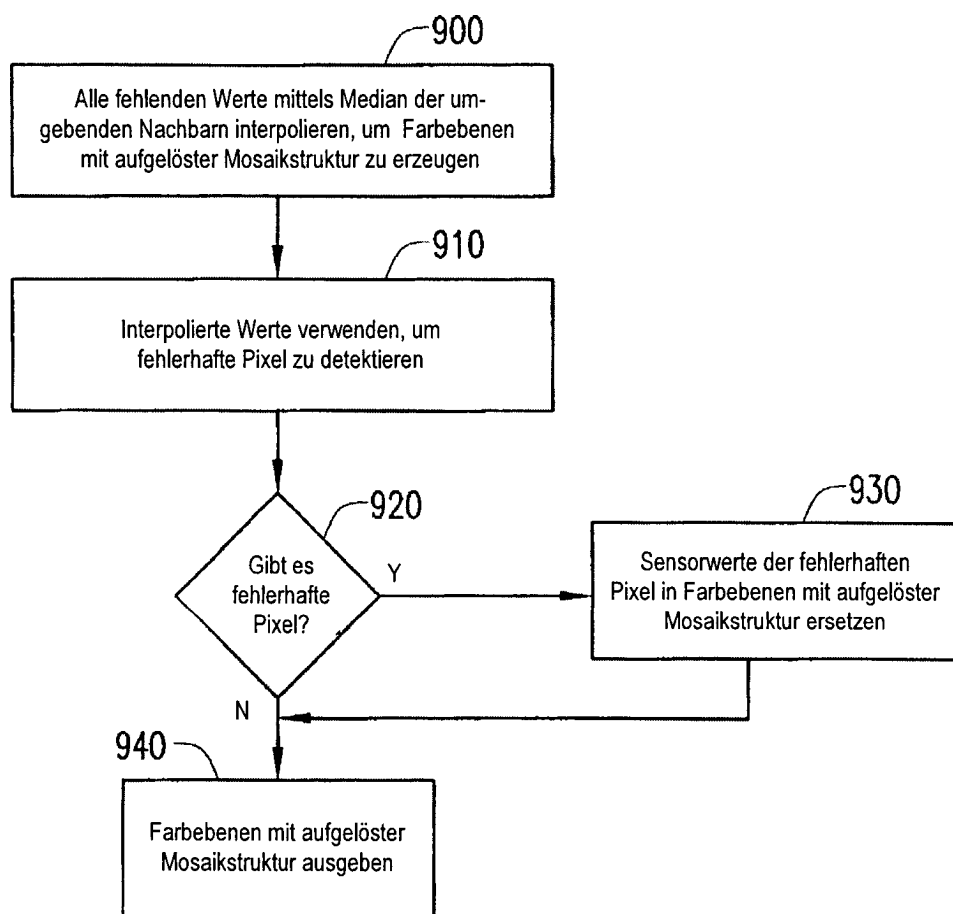 900
Alle fehlenden Werte mittels Median der um-
gebenden Nachbarn interpolieren, um Farbebenen
mit aufgelöster Mosaikstruktur zu erzeugen
910
Interpolierte Werte verwenden, um
fehlerhafte Pixel zu detektieren
920
Gibt es
fehlerhafte
Pixel?
Y
N
930
Sensorwerte der fehlerhaften
Pixel in Farbebenen mit aufgelöster
Mosaikstruktur ersetzen
940
Farbebenen mit aufgelöster
Mosaikstruktur ausgeben